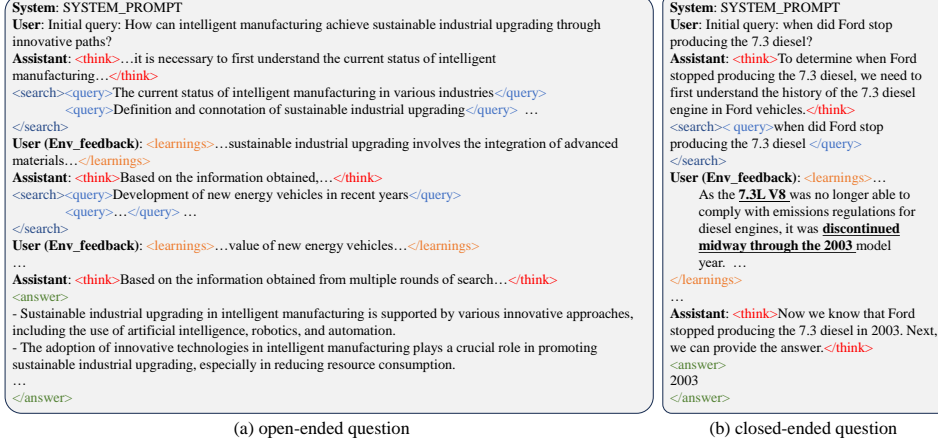 System: SYSTEM_PROMPT
User: Initial query: How can intelligent manufacturing achieve sustainable industrial upgrading through
innovative paths?
Assistant: <think>…it is necessary to first understand the current status of intelligent
manufacturing…</think>
<search><query>The current status of intelligent manufacturing in various industries</query>
<query>Definition and connotation of sustainable industrial upgrading</query> …
</search>
User (Env_feedback): <learnings>…sustainable industrial upgrading involves the integration of advanced
materials…</learnings>
Assistant: <think>Based on the information obtained,…</think>
<search><query>Development of new energy vehicles in recent years</query>
<query>…</query> …
</search>
User (Env_feedback): <learnings>…value of new energy vehicles…</learnings>
…
Assistant: <think>Based on the information obtained from multiple rounds of search…</think>
<answer>
- Sustainable industrial upgrading in intelligent manufacturing is supported by various innovative approaches,
including the use of artificial intelligence, robotics, and automation.
- The adoption of innovative technologies in intelligent manufacturing plays a crucial role in promoting
sustainable industrial upgrading, especially in reducing resource consumption.
…
</answer>
(a) open-ended question
System: SYSTEM_PROMPT
User: Initial query: when did Ford stop
producing the 7.3 diesel?
Assistant: <think>To determine when Ford
stopped producing the 7.3 diesel, we need to
first understand the history of the 7.3 diesel
engine in Ford vehicles.</think>
<search>< query>when did Ford stop
producing the 7.3 diesel </query>
</search>
User (Env_feedback): <learnings>…
As the 7.3L V8 was no longer able to
comply with emissions regulations for
diesel engines, it was discontinued
midway through the 2003 model
year. …
</learnings>
…
Assistant: <think>Now we know that Ford
stopped producing the 7.3 diesel in 2003. Next,
we can provide the answer.</think>
<answer>
2003
</answer>
(b) closed-ended question